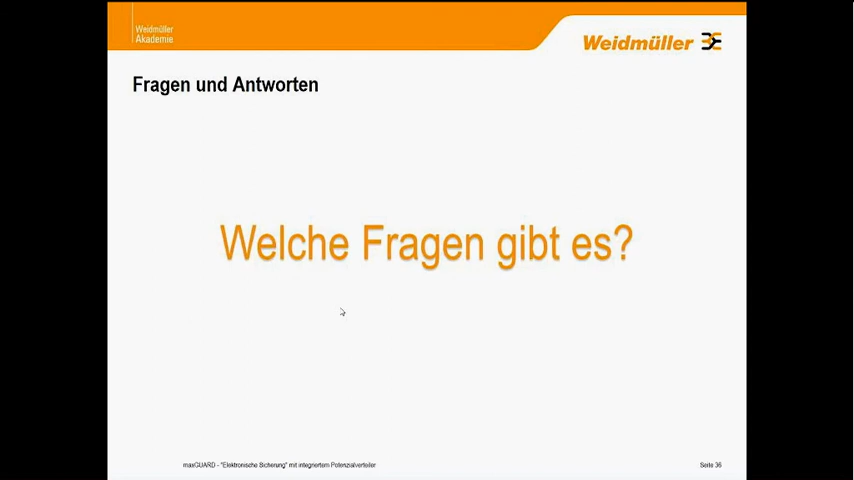 Weidmüller
Akademie
Weidmüller
Fragen und Antworten
Welche Fragen gibt es?
maxGUARD - "Elektronische Sicherung" mit integriertem Potenzialverteiler
Seite 36